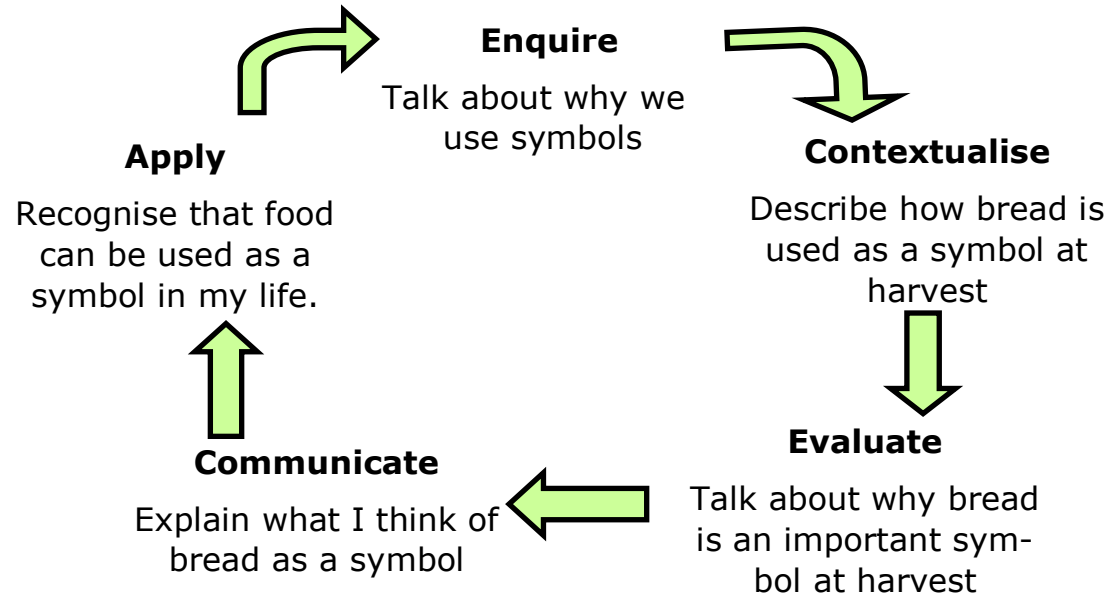 Enquire
Talk about why we
use symbols
Contextualise
Describe how bread is
used as a symbol at
harvest
Evaluate
Talk about why bread
is an important sym-
bol at harvest
Communicate
Explain what I think of
bread as a symbol
Apply
Recognise that food
can be used as a
symbol in my life.